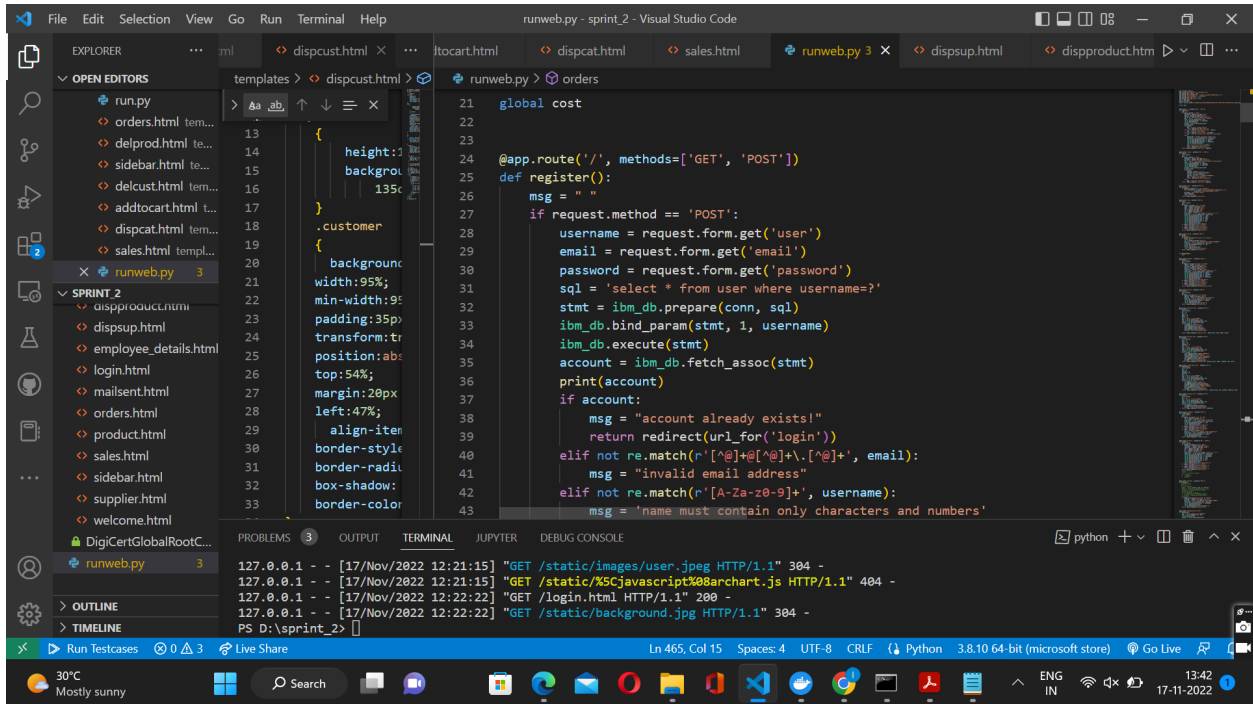 File Edit Selection View Go Run Terminal Help
runweb.py - sprint_2 - Visual Studio Code
EXPLORER
OPEN EDITORS
run.py
orders.html tem...
delprod.html te...
sidebar.html te...
delcust.html tem...
addtocart.html t...
dispcat.html tem...
sales.html templ...
runweb.py 3
SPRINT_2
dispproduct.html
dispsup.html
employee_details.html
login.html
mailsent.html
orders.html
product.html
sales.html
sidebar.html
supplier.html
welcome.html
DigiCertGlobalRootC...
runweb.py 3
OUTLINE
TIMELINE
dispcust.html
templates > dispcust.html >
Aa ab
13 {
14 height:1
15 backgrou
16 135d
17 }
18 .customer
19 {
20 background
21 width:95%;
22 min-width:95
23 padding:35px
24 transform:tr
25 position:abs
26 top:54%;
27 margin:20px
28 left:47%;
29 align-item
30 border-style
31 border-radiu
32 box-shadow:
33 border-color
ltocart.html dispcat.html sales.html runweb.py 3 dispsup.html dispproduct.htm
runweb.py > orders
21 global cost
22
23
24 @app.route('/', methods=['GET', 'POST'])
25 def register():
26 msg = " "
27 if request.method == 'POST':
28 username = request.form.get('user')
29 email = request.form.get('email')
30 password = request.form.get('password')
31 sql = 'select * from user where username=?'
32 stmt = ibm_db.prepare(conn, sql)
33 ibm_db.bind_param(stmt, 1, username)
34 ibm_db.execute(stmt)
35 account = ibm_db.fetch_assoc(stmt)
36 print(account)
37 if account:
38 msg = "account already exists!"
39 return redirect(url_for('login'))
40 elif not re.match(r'[^@]+@[^@]+\.[^@]+', email):
41 msg = "invalid email address"
42 elif not re.match(r'[A-Za-z0-9]+', username):
43 msg = 'name must contain only characters and numbers'
PROBLEMS 3 OUTPUT TERMINAL JUPYTER DEBUG CONSOLE
python
127.0.0.1 - - [17/Nov/2022 12:21:15] "GET /static/images/user.jpeg HTTP/1.1" 304 -
127.0.0.1 - - [17/Nov/2022 12:21:15] "GET /static/%5Cjavascript%08archart.js HTTP/1.1" 404 -
127.0.0.1 - - [17/Nov/2022 12:22:22] "GET /login.html HTTP/1.1" 200 -
127.0.0.1 - - [17/Nov/2022 12:22:22] "GET /static/background.jpg HTTP/1.1" 304 -
PS D:\sprint_2>
Run Testcases 0 3 Live Share
Ln 465, Col 15 Spaces: 4 UTF-8 CRLF Python 3.8.10 64-bit (microsoft store) Go Live
30°C
Mostly sunny
Search
ENG
IN
13:42
17-11-2022
1